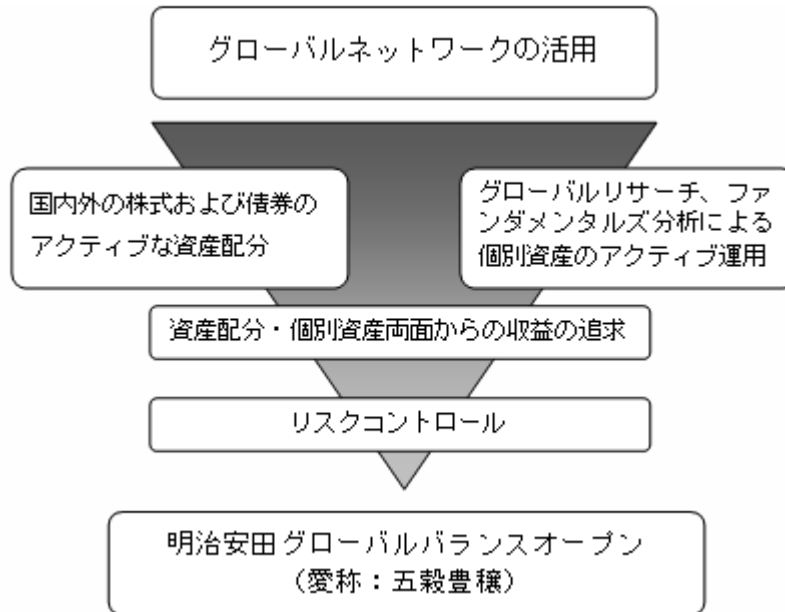 グローバルネットワークの活用
国内外の株式および債券の
アクティブな資産配分
グローバルリサーチ、ファ
ンダメンタルズ分析による
個別資産のアクティブ運用
資産配分・個別資産両面からの収益の追求
リスクコントロール
明治安田グローバルバランスオープン
（愛称：五穀豊穣）